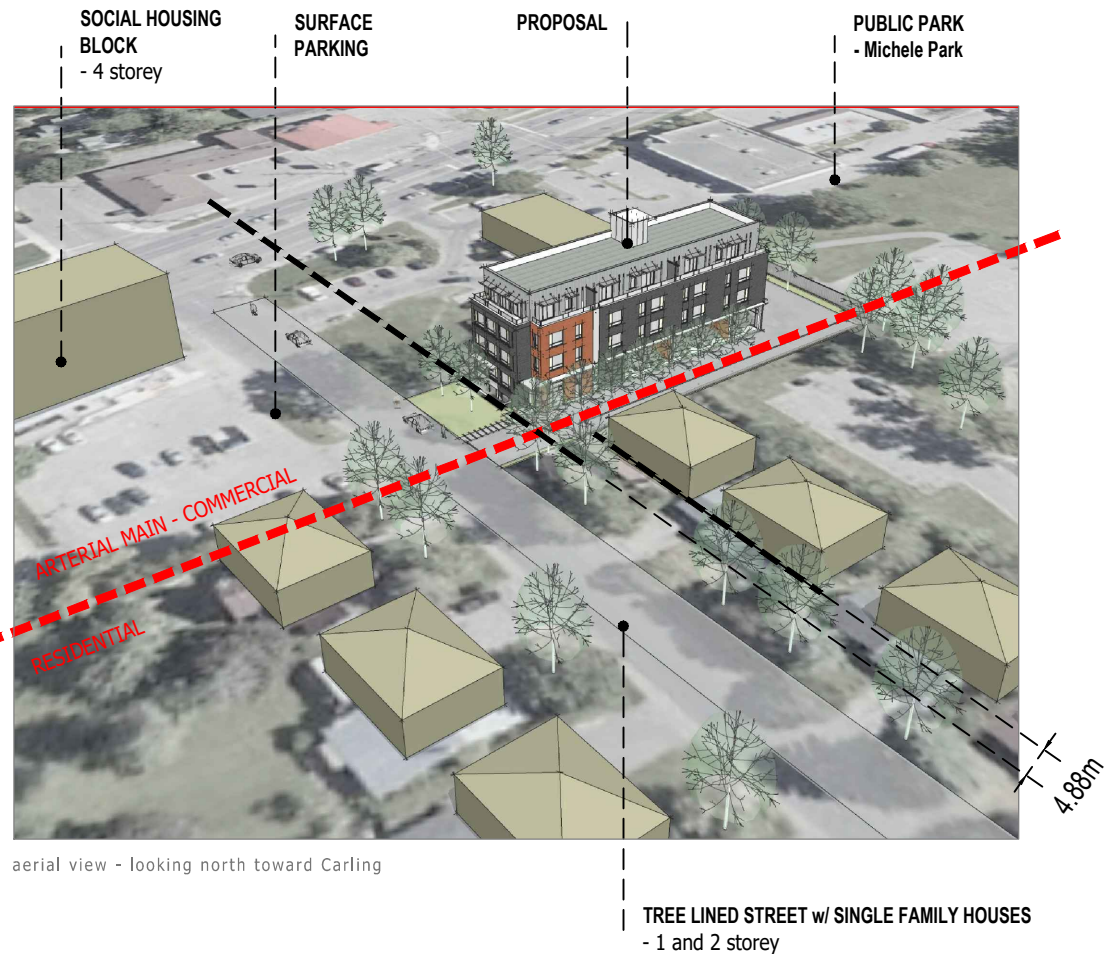 SOCIAL HOUSING
BLOCK
- 4 storey
SURFACE
PARKING
PROPOSAL
PUBLIC PARK
- Michele Park
ARTERIAL MAIN - COMMERCIAL
RESIDENTIAL
4.88m
aerial view - looking north toward Carling
TREE LINED STREET w/ SINGLE FAMILY HOUSES
- 1 and 2 storey